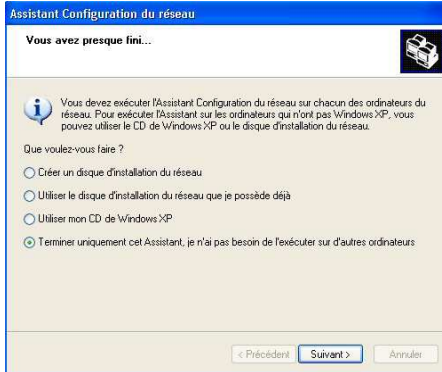 Assistant Configuration du réseau
Vous avez presque fini...
Vous devez exécuter l'Assistant Configuration du réseau sur chacun des ordinateurs du
réseau. Pour exécuter l'Assistant sur les ordinateurs qui n'ont pas Windows XP, vous
pouvez utiliser le CD de Windows XP ou le disque d'installation du réseau.
Que voulez-vous faire ?
Créer un disque d'installation du réseau
Utiliser le disque d'installation du réseau que je possède déjà
Utiliser mon CD de Windows XP
Terminer uniquement cet Assistant, je n'ai pas besoin de l'exécuter sur d'autres ordinateurs
< Précédent Suivant > Annuler